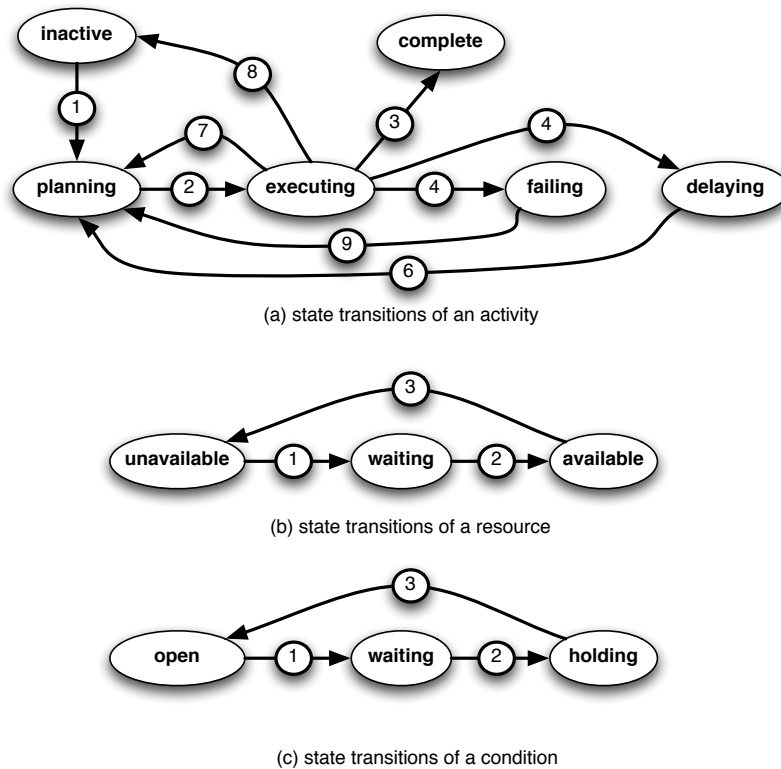 inactive
complete
8
1
3
4
7
planning
2
executing
4
failing
delaying
9
6
(a) state transitions of an activity
3
unavailable
1
waiting
2
available
(b) state transitions of a resource
3
open
1
waiting
2
holding
(c) state transitions of a condition